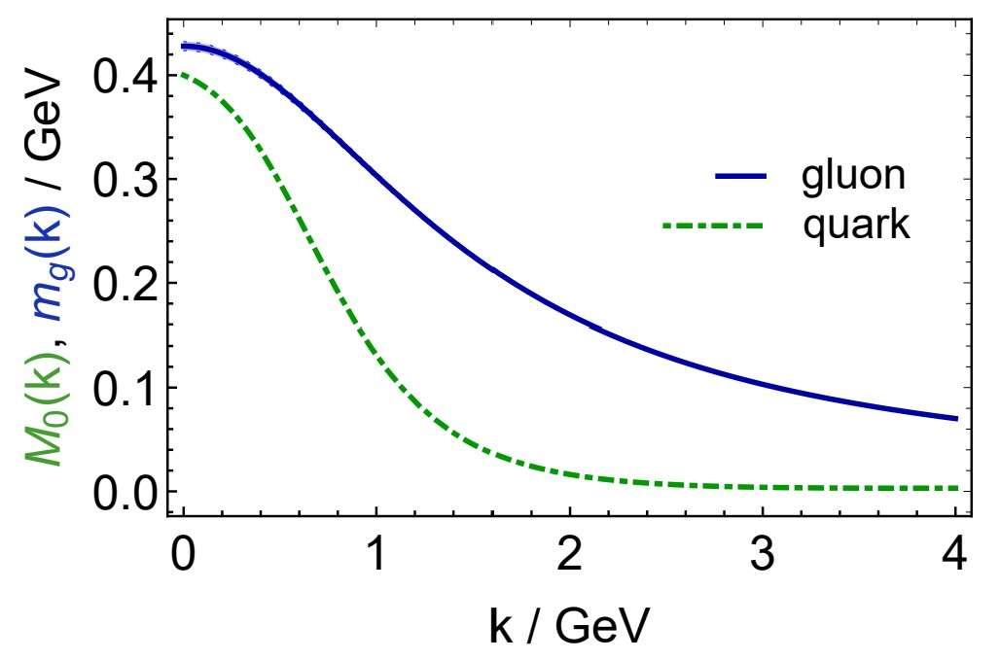 M0(k), mg(k) / GeV
0.4
0.3
0.2
0.1
0.0
gluon
quark
0 1 2 3 4
k / GeV